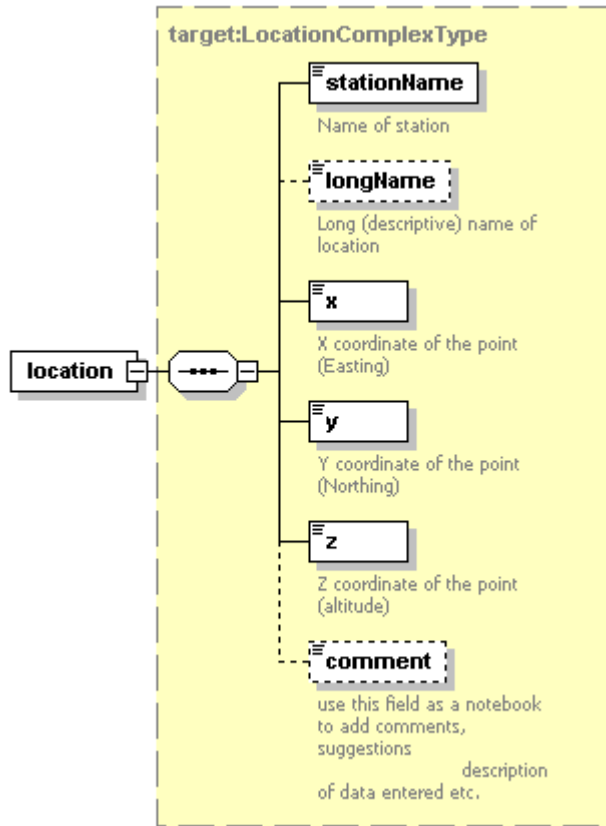 target:LocationComplexType
stationName
Name of station
longName
Long (descriptive) name of
location
x
X coordinate of the point
(Easting)
location
y
Y coordinate of the point
(Northing)
z
Z coordinate of the point
(altitude)
comment
use this field as a notebook
to add comments,
suggestions
description
of data entered etc.